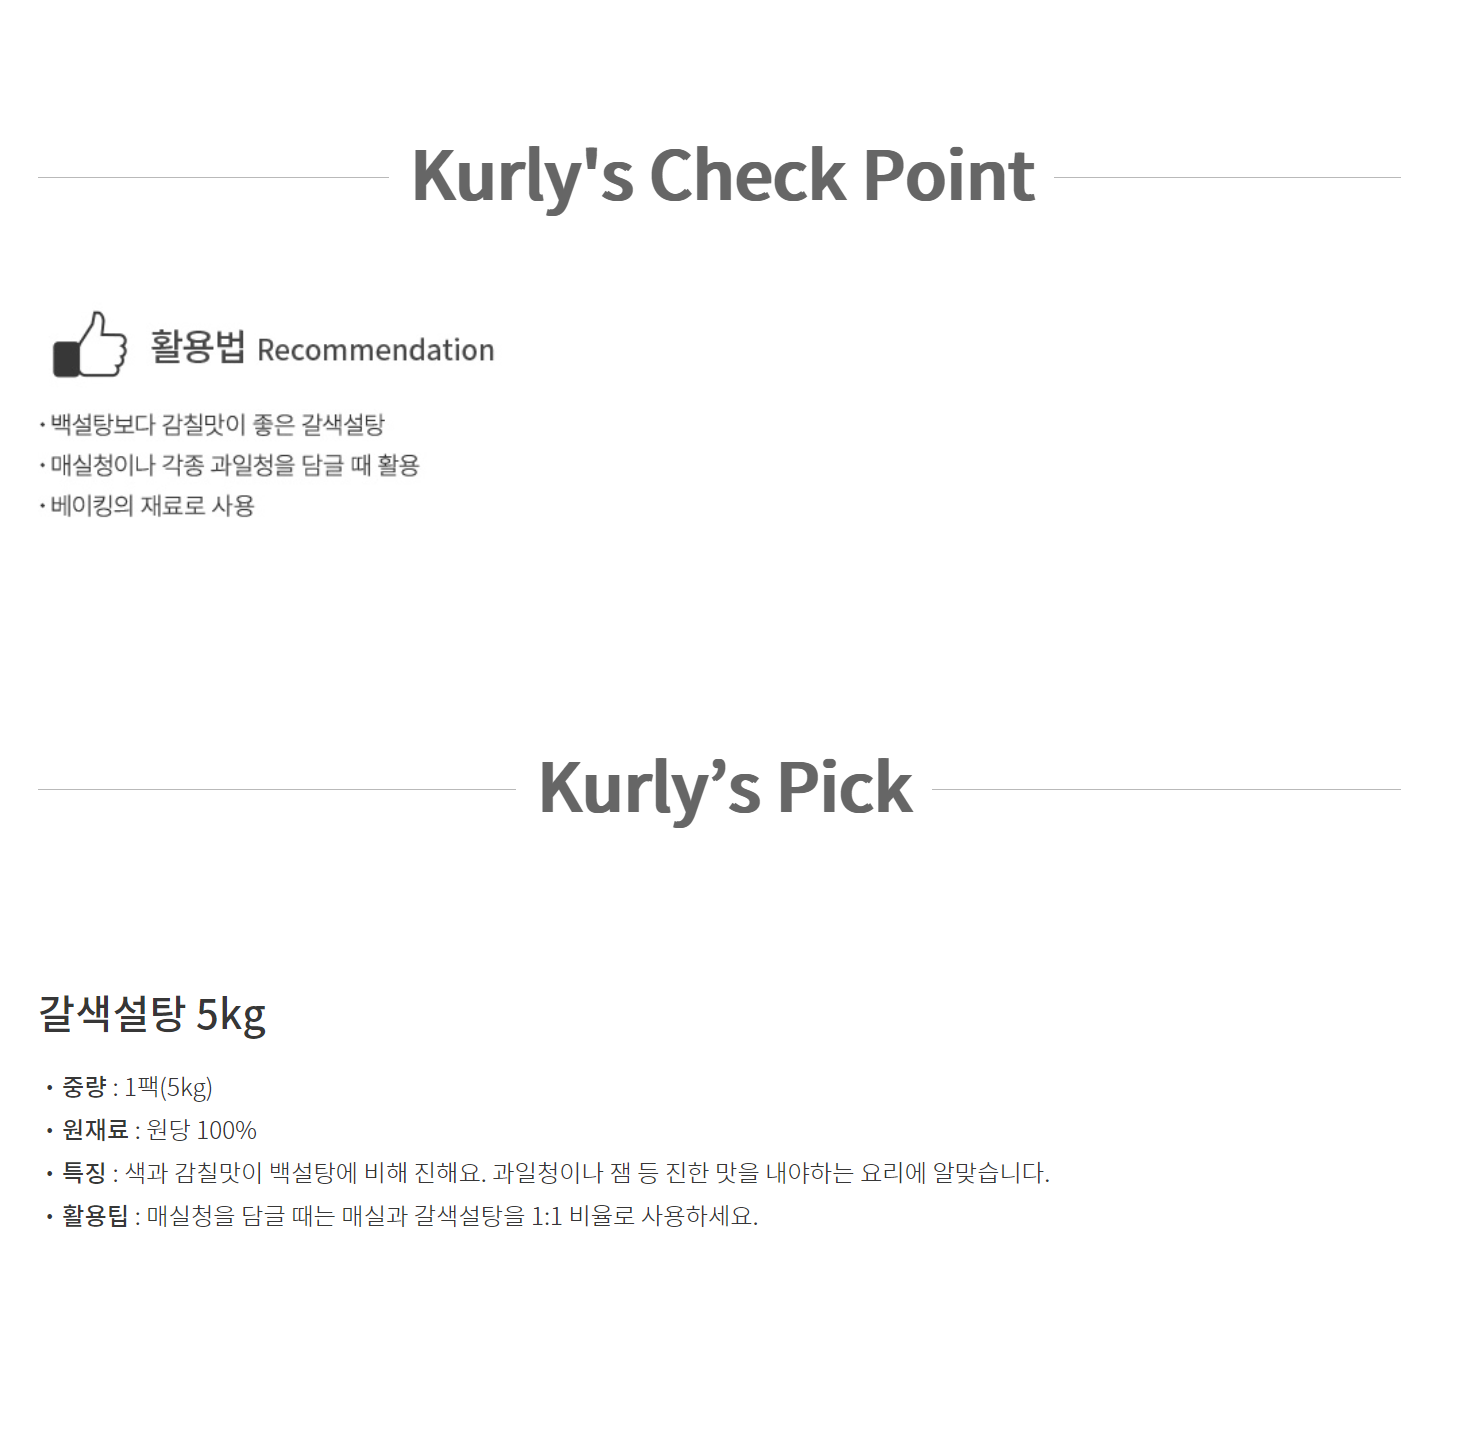 Kurly's Check Point
활용법 Recommendation
· 백설탕보다 감칠맛이 좋은 갈색설탕
· 매실청이나 각종 과일청을 담글 때 활용
· 베이킹의 재료로 사용
Kurly’s Pick
갈색설탕 5kg
· 중량 : 1팩(5kg)
· 원재료 : 원당 100%
· 특징 : 색과 감칠맛이 백설탕에 비해 진해요. 과일청이나 잼 등 진한 맛을 내야하는 요리에 알맞습니다.
· 활용팁 : 매실청을 담글 때는 매실과 갈색설탕을 1:1 비율로 사용하세요.